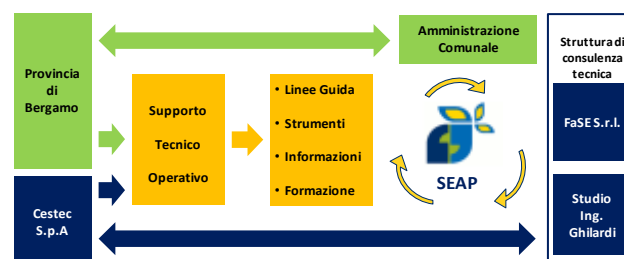 Provincia
di
Bergamo
Cestec
S.p.A
Supporto
Tecnico
Operativo
• Linee Guida
• Strumenti
• Informazioni
• Formazione
Amministrazione
Comunale
SEAP
Struttura di
consulenza
tecnica
FaSE S.r.l.
Studio
Ing.
Ghilardi